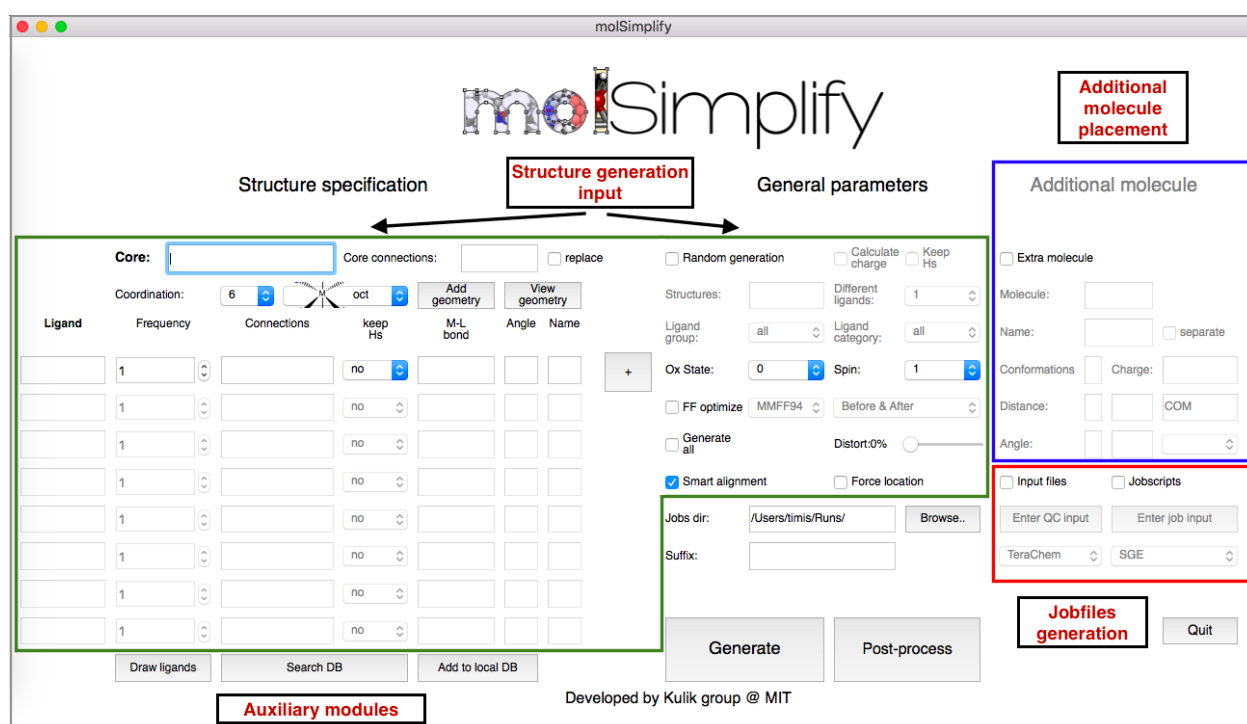 molSimplify
molSimplify
Additional
molecule
placement
Structure specification
Structure generation
input
General parameters
Additional molecule
Core:
Core connections:
replace
Random generation
Calculate
charge
Keep
Hs
Extra molecule
Coordination:
6
M
oct
Add
geometry
View
geometry
Structures:
Different
ligands:
1
Molecule:
Ligand
Frequency
Connections
keep
Hs
M-L
bond
Angle
Name
Ligand
group:
all
Ligand
category:
all
Name:
separate
1
no
+
Ox State:
0
Spin:
1
Conformations
Charge:
1
no
FF optimize
MMFF94
Before & After
Distance:
COM
1
no
Generate
all
Distort:0%
Angle:
1
no
Smart alignment
Force location
Input files
Jobscripts
1
no
Jobs dir:
/Users/timis/Runs/
Browse..
Enter QC input
Enter job input
1
no
Suffix:
TeraChem
SGE
1
no
1
no
Generate
Post-process
Jobfiles
generation
Quit
Draw ligands
Search DB
Add to local DB
Auxiliary modules
Developed by Kulik group @ MIT